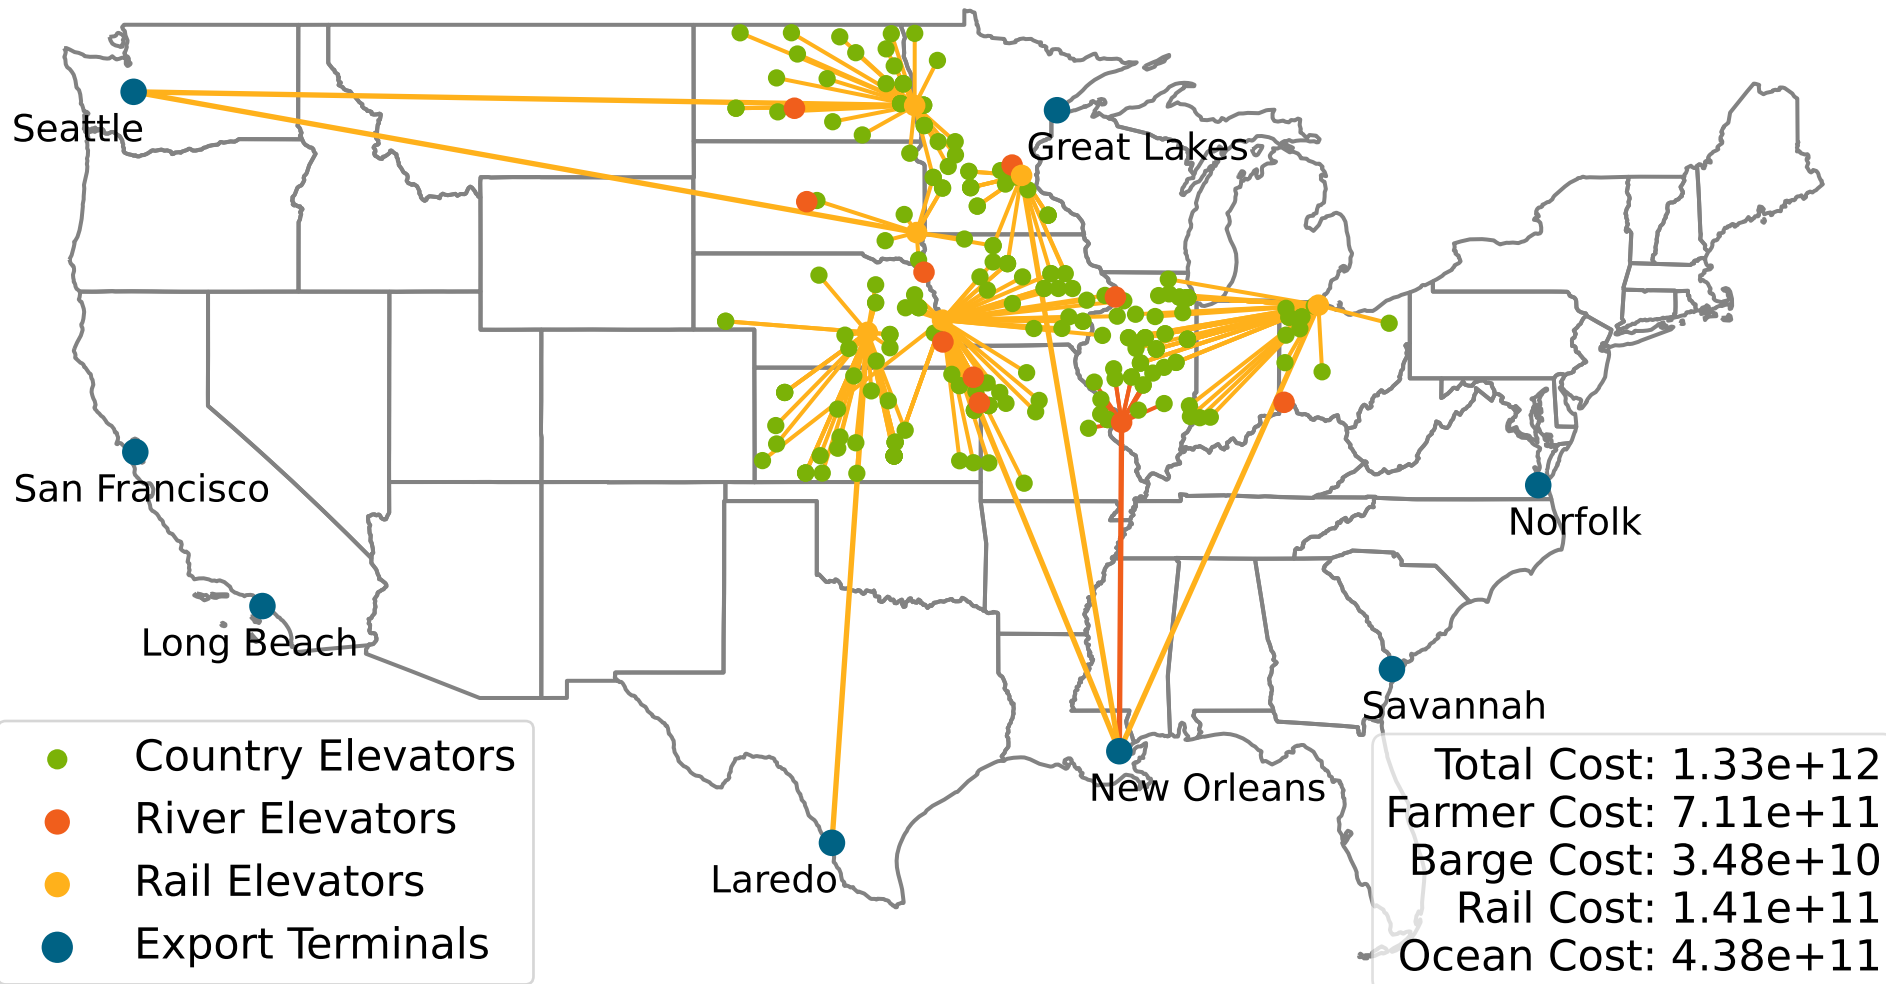 Seattle
Great Lakes
San Francisco
Norfolk
Long Beach
Savannah
New Orleans
Laredo
Country Elevators
River Elevators
Rail Elevators
Export Terminals
Total Cost: 1.33e+12
Farmer Cost: 7.11e+11
Barge Cost: 3.48e+10
Rail Cost: 1.41e+11
Ocean Cost: 4.38e+11